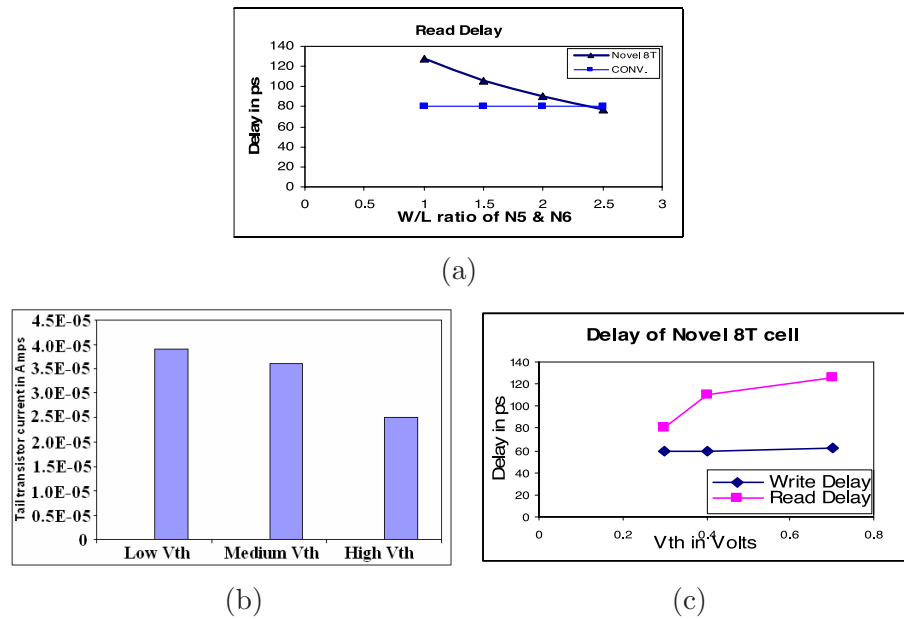 Read Delay
Delay in ps
140
120
100
80
60
40
20
0
0 0.5 1 1.5 2 2.5 3
W/L ratio of N5 & N6
Novel 8T
CONV.
(a)
Tail transistor current in Amps
4.5E-05
4.0E-05
3.5E-05
3.0E-05
2.5E-05
2.0E-05
1.5E-05
1.0E-05
0.5E-05
0
Low Vth Medium Vth High Vth
(b)
Delay of Novel 8T cell
Delay in ps
140
120
100
80
60
40
20
0
0 0.2 0.4 0.6 0.8
Vth in Volts
Write Delay
Read Delay
(c)